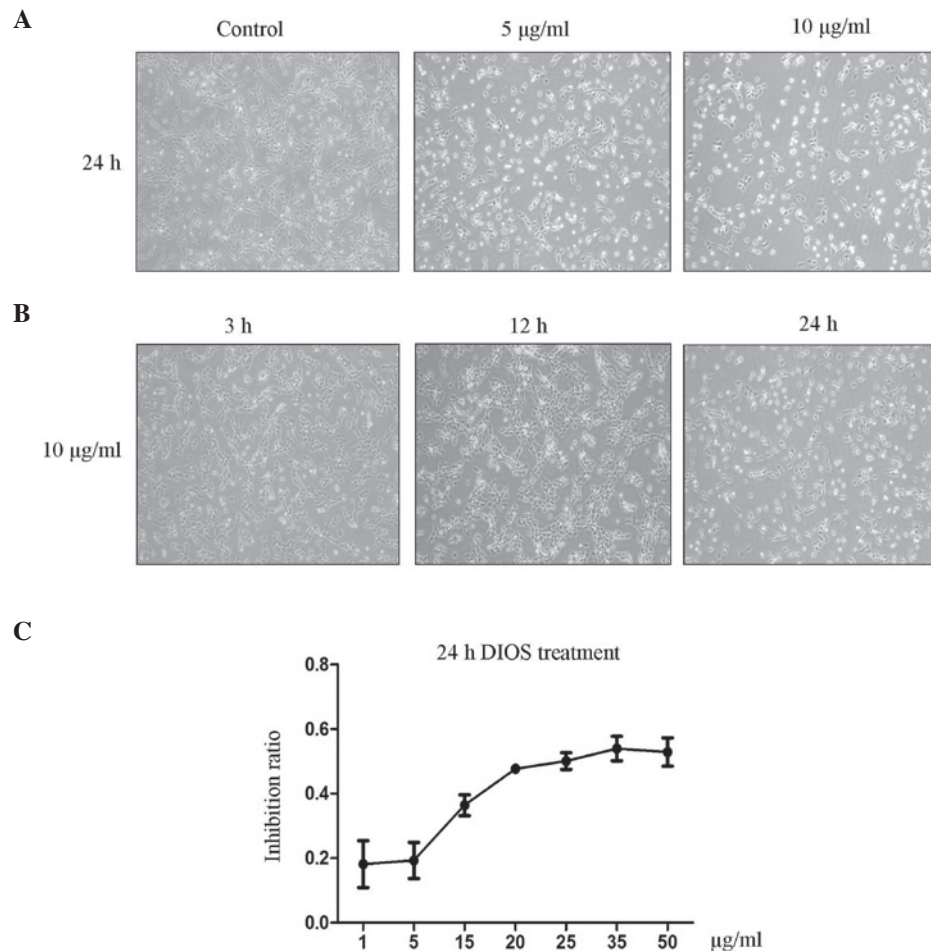 A
Control 5 μg/ml 10 μg/ml
24 h
B
3 h 12 h 24 h
10 μg/ml
C
24 h DIOS treatment
Inhibition ratio
0.8
0.6
0.4
0.2
0.0
1 5 15 20 25 35 50 μg/ml